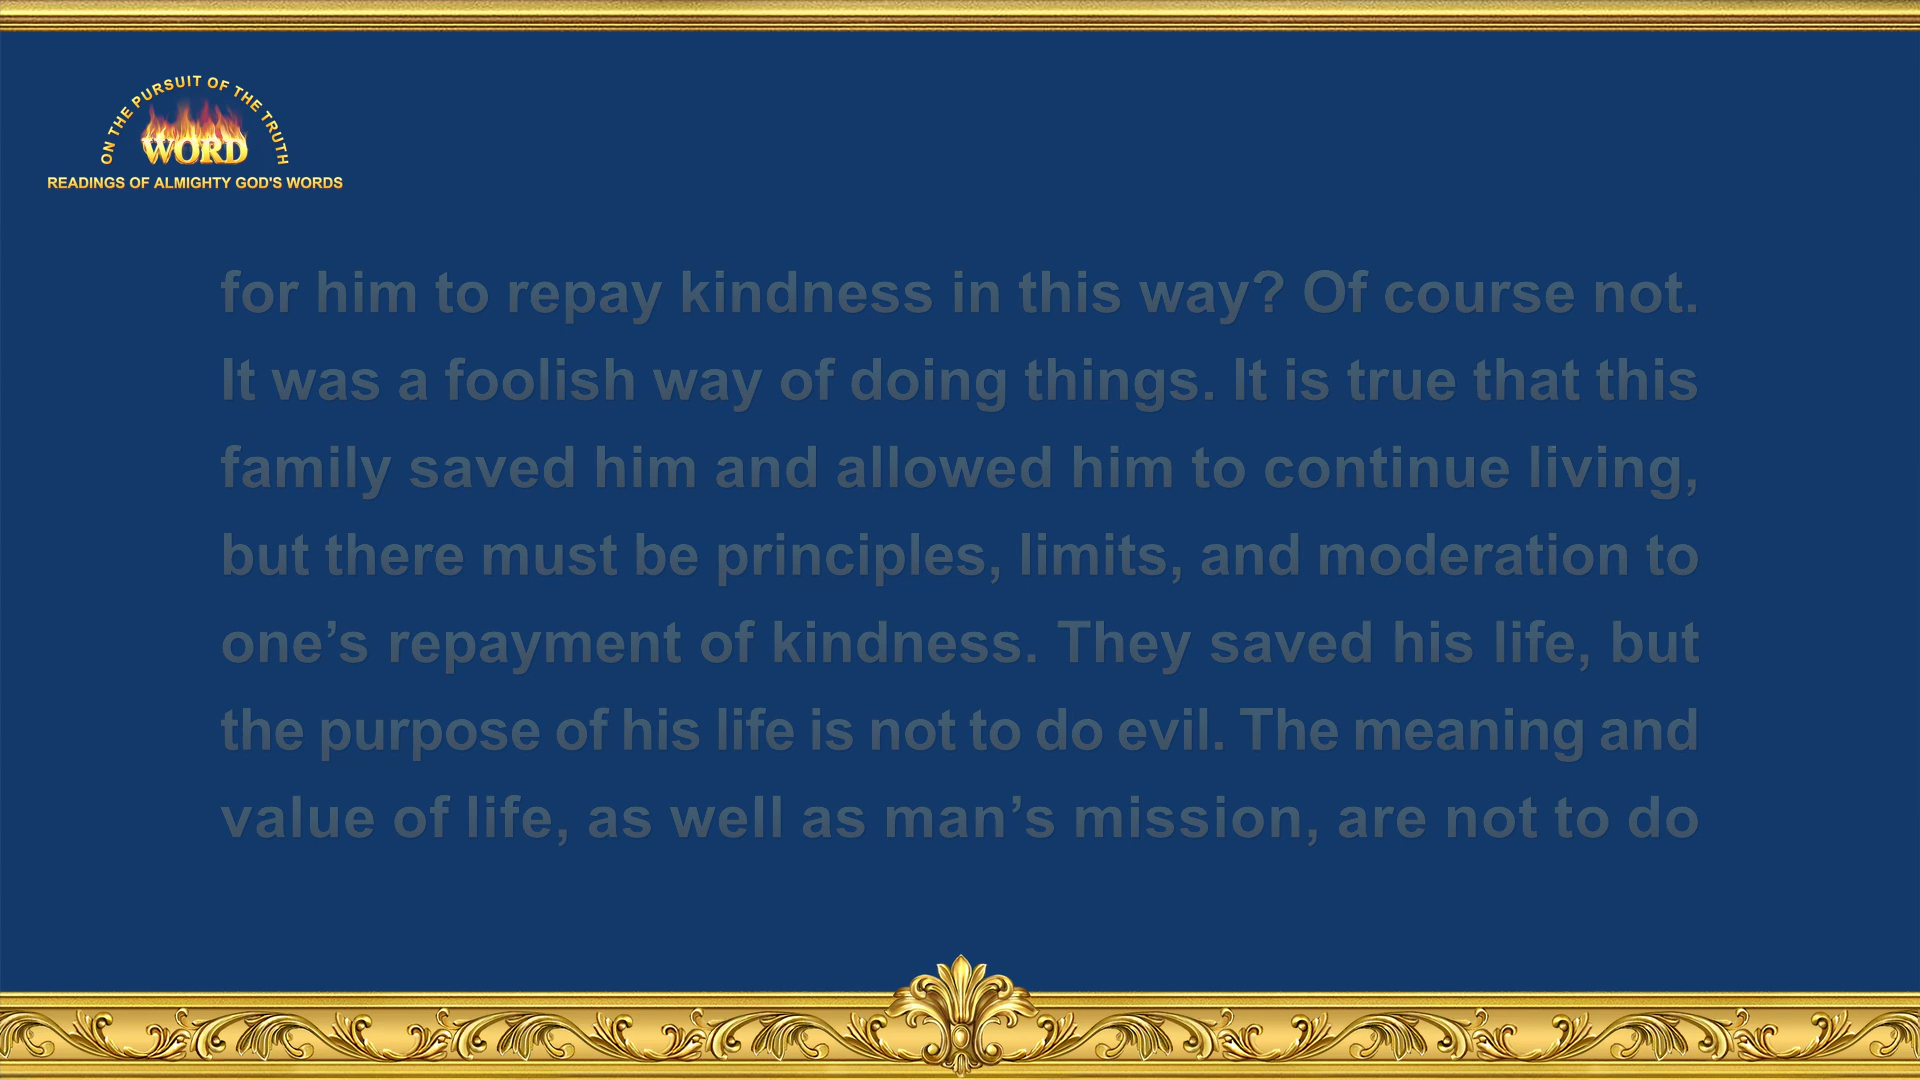 ON THE PURSUIT OF THE TRUTH
WORD
READINGS OF ALMIGHTY GOD'S WORDS
for him to repay kindness in this way? Of course not.
It was a foolish way of doing things. It is true that this
family saved him and allowed him to continue living,
but there must be principles, limits, and moderation to
one’s repayment of kindness. They saved his life, but
the purpose of his life is not to do evil. The meaning and
value of life, as well as man’s mission, are not to do